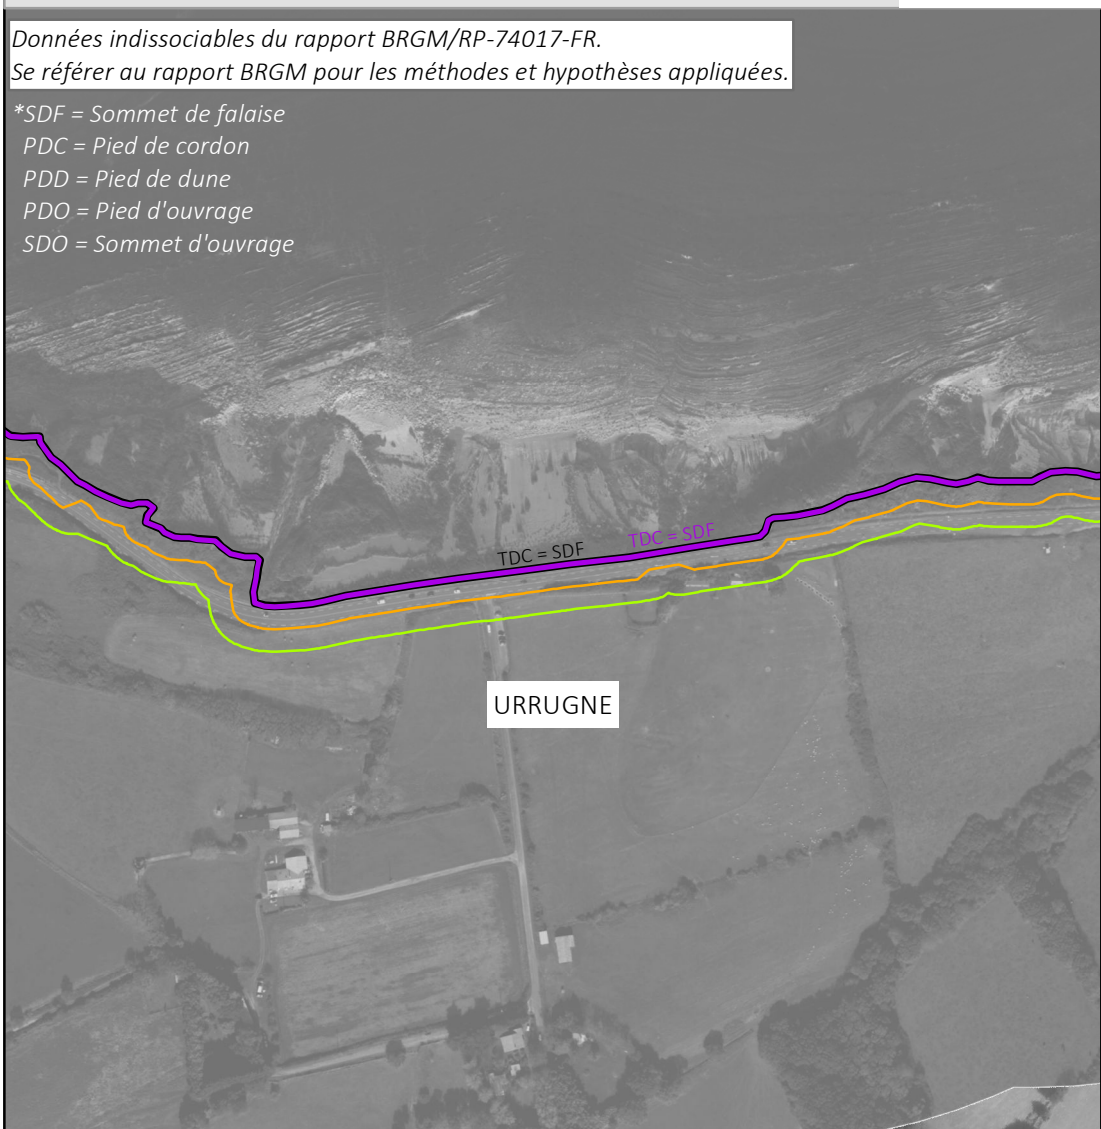 Données indissociables du rapport BRGM/RP-74017-FR.
Se référer au rapport BRGM pour les méthodes et hypothèses appliquées.
*SDF = Sommet de falaise
PDC = Pied de cordon
PDD = Pied de dune
PDO = Pied d'ouvrage
SDO = Sommet d'ouvrage
TDC = SDF
TDC = SDF
URRUGNE